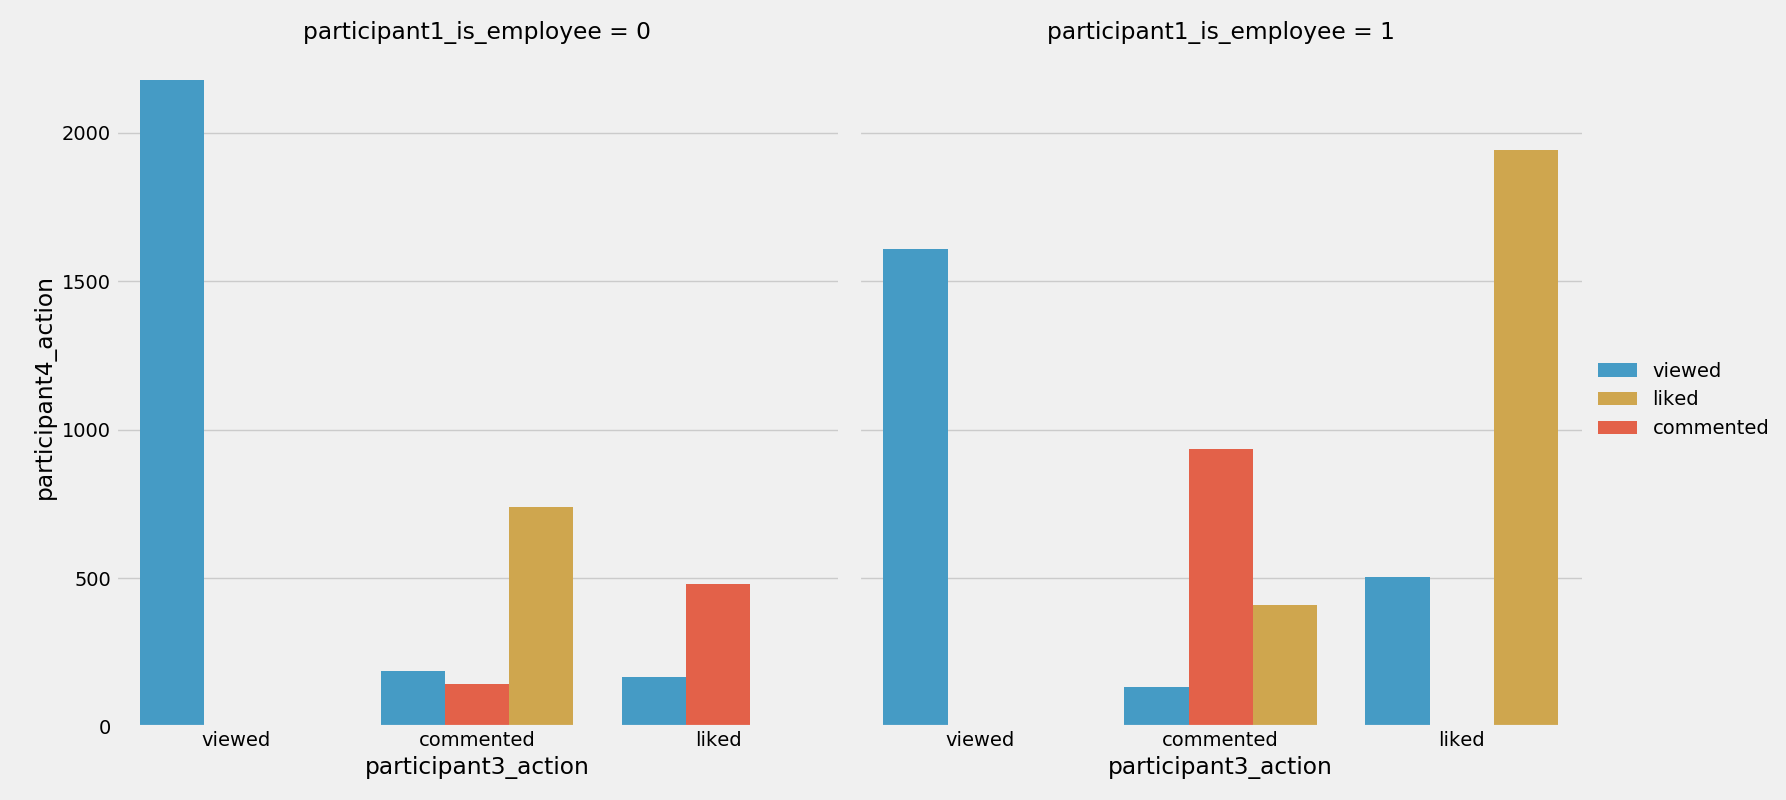 participant1_is_employee = 0
participant1_is_employee = 1
participant4_action
2000
1500
1000
500
0
viewed
commented
liked
viewed
commented
liked
participant3_action
participant3_action
viewed
liked
commented